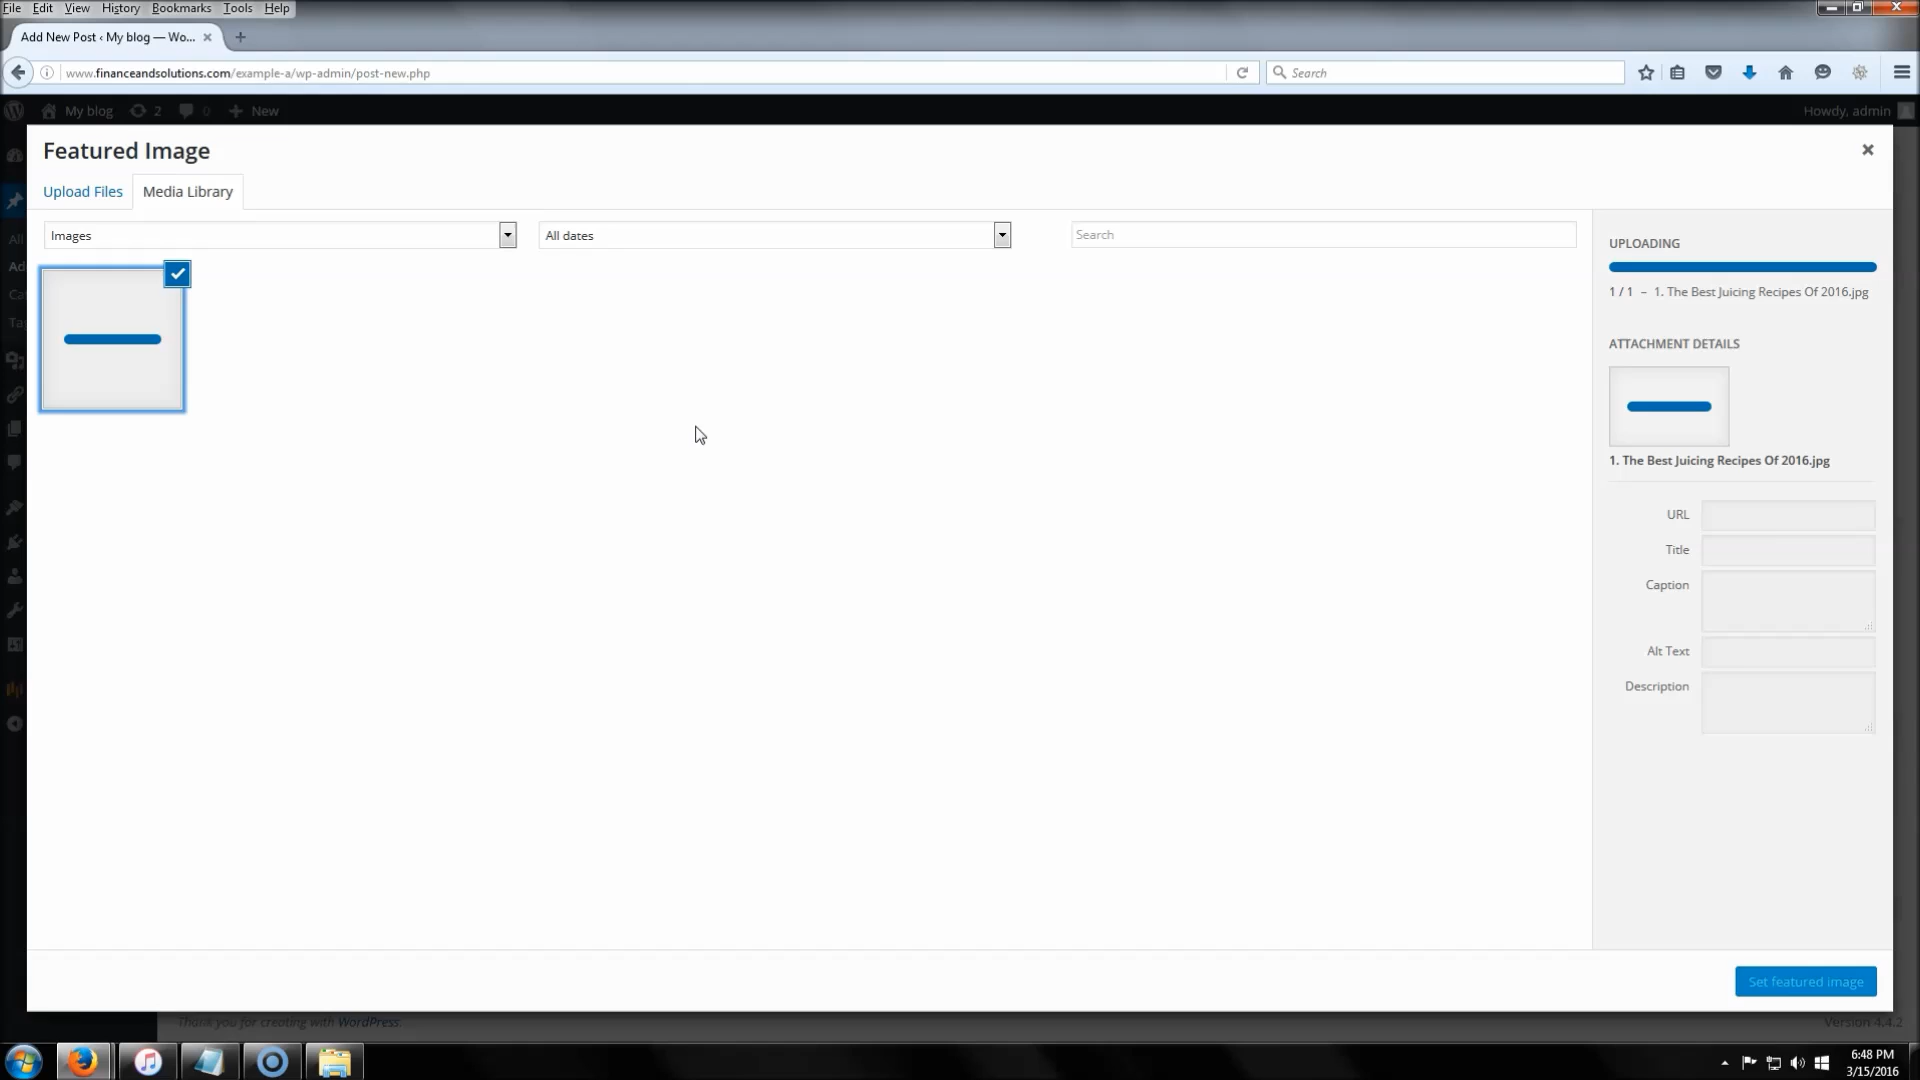 File Edit View History Bookmarks Tools Help
Add New Post ‹ My blog — Wo...
www.financeandsolutions.com/example-a/wp-admin/post-new.php
Search
My blog 2 0 New
Howdy, admin
Featured Image
Upload Files
Media Library
Images
All dates
Search
UPLOADING
1 / 1 – 1. The Best Juicing Recipes Of 2016.jpg
ATTACHMENT DETAILS
1. The Best Juicing Recipes Of 2016.jpg
URL
Title
Caption
Alt Text
Description
Set featured image
Thank you for creating with WordPress.
Version 4.4.2
6:48 PM
3/15/2016